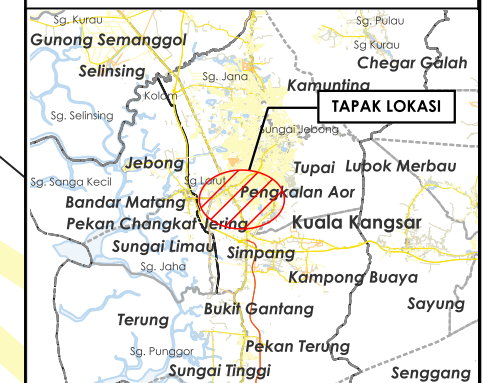 Sg. Kurau
Sg. Pulau
Gunong Semanggol
Sg Kurau
Chegar Galah
Selinsing
Sg. Jana
Kamunting
Kolam
TAPAK LOKASI
Sg. Selinsing
Sungai Jebong
Jebong
Tupai
Lubok Merbau
Sg. Sanga Kecil
Sg Larut
Pengkalan Aor
Bandar Matang
Pekan Changkat Jering
Kuala Kangsar
Sungai Limau
Simpang
Sg. Jaha
Kampong Buaya
Bukit Gantang
Sayung
Terung
Pekan Terung
Sg. Punggor
Sungai Tinggi
Senggang